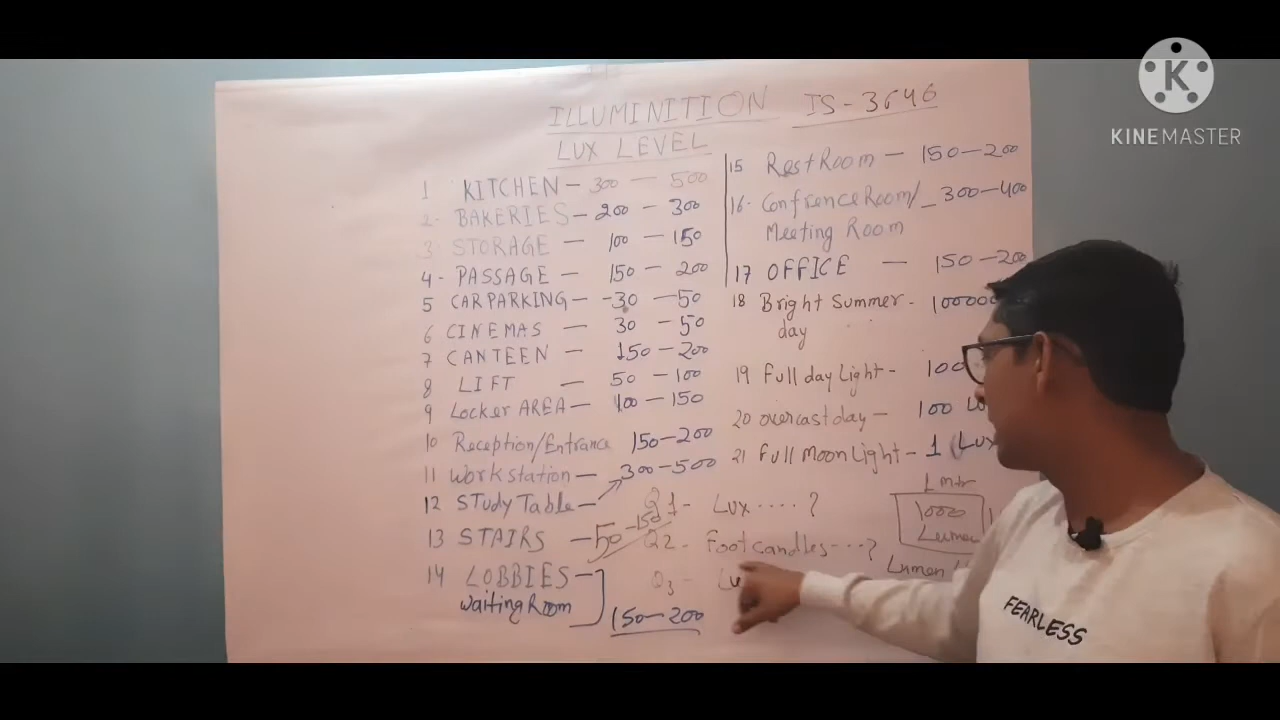 KINEMASTER
ILLUMINITION IS-3646
LUX LEVEL
1 KITCHEN - 300 - 500
2- BAKERIES - 200 - 300
3 STORAGE - 100 - 150
4- PASSAGE - 150 - 200
5 CAR PARKING - 30 - 50
6 CINEMAS - 30 - 50
7 CANTEEN - 150 - 200
8 LIFT - 50 - 100
9 Locker AREA - 100 - 150
10 Reception/Entrance 150-200
11 Workstation - 300-500
12 STudy Table -
13 STAIRS - 50-150
14 LOBBIES -
waiting Room
150-200
15 Rest Room - 150-200
16- Confrence Room/ - 300-400
Meeting Room
17 OFFICE - 150-200
18 Bright Summer -
day
19 Full day Light -
20 overcast day - 100
21 Full Moon Light - 1 (Lux
Q1- Lux ....?
Q2- Foot candles ---?
Q3-
1 mtr
1000
Lumen
Lumen
FEARLESS